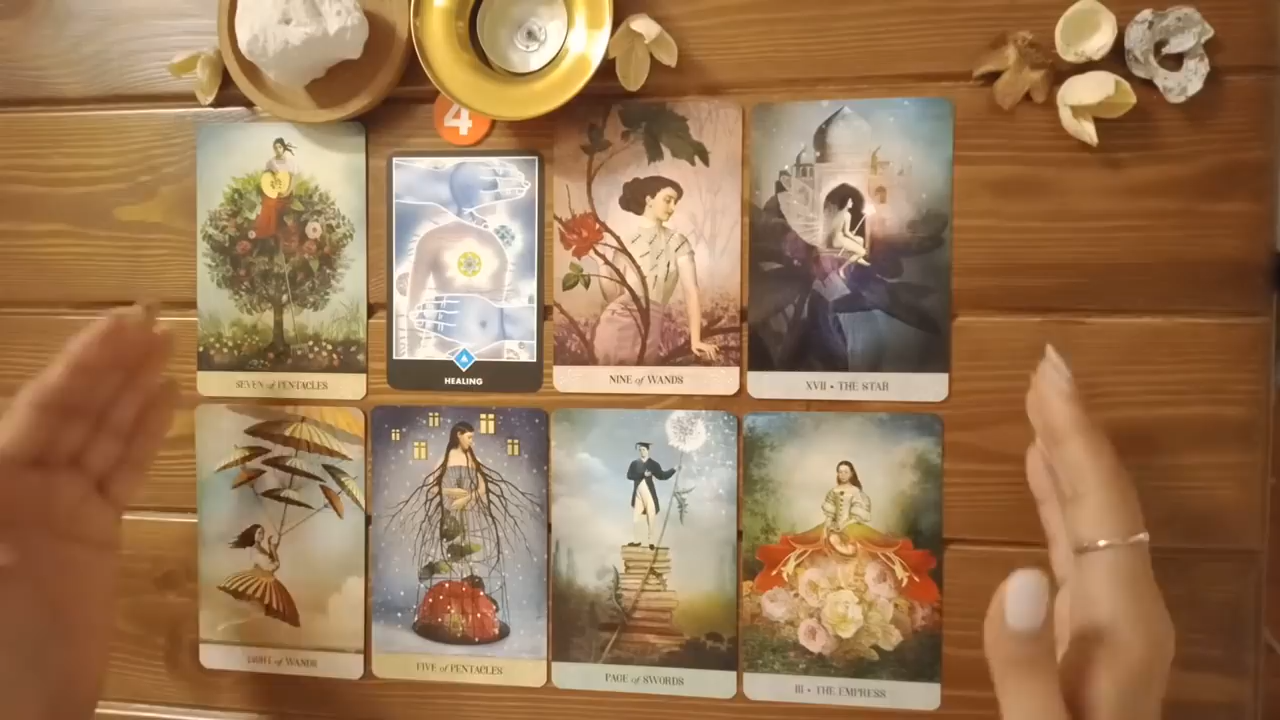 4
SEVEN of PENTACLES
HEALING
NINE of WANDS
XVII • THE STAR
of WANDS
FIVE of PENTACLES
PAGE of SWORDS
III • THE EMPRESS